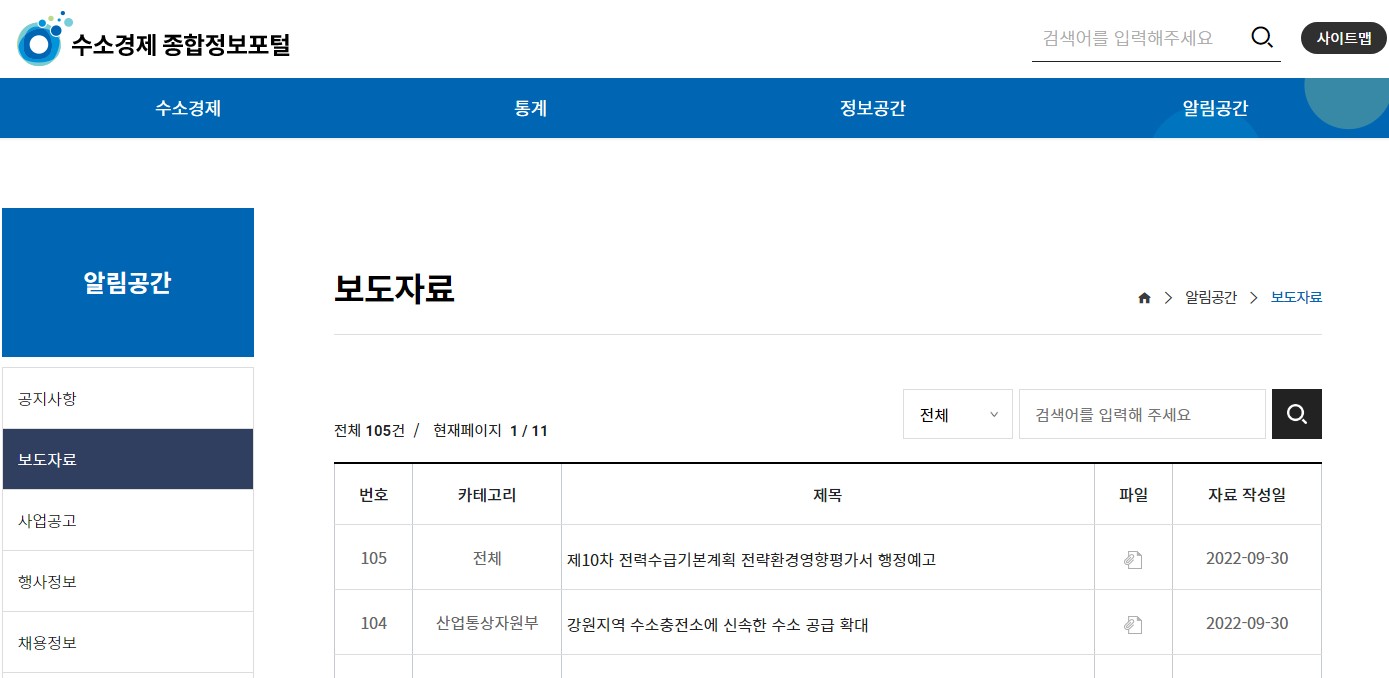 수소경제 종합정보포털
검색어를 입력해주세요
사이트맵
수소경제 통계 정보공간 알림공간
알림공간
공지사항
보도자료
사업공고
행사정보
채용정보
보도자료
알림공간 > 보도자료
전체 105건 / 현재페이지 1 / 11
전체
검색어를 입력해 주세요
번호 카테고리 제목 파일 자료 작성일
105 전체 제10차 전력수급기본계획 전략환경영향평가서 행정예고 2022-09-30
104 산업통상자원부 강원지역 수소충전소에 신속한 수소 공급 확대 2022-09-30